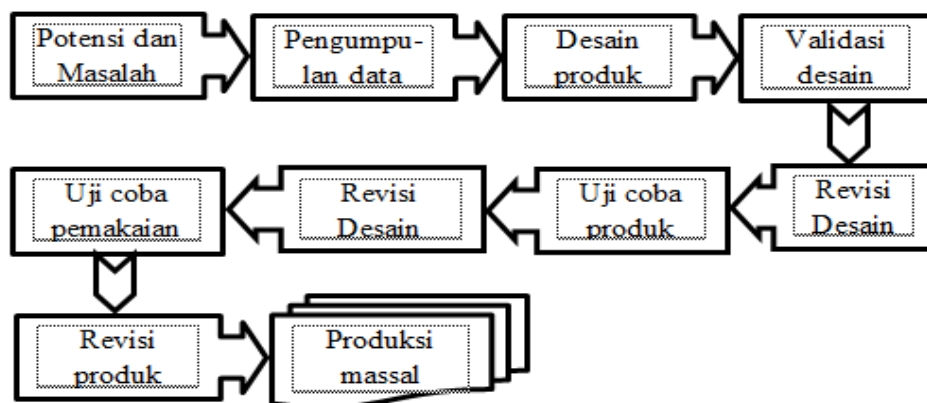 Potensi dan
Masalah
Pengumpu-
lan data
Desain
produk
Validasi
desain
Revisi
Desain
Uji coba
produk
Revisi
Desain
Uji coba
pemakaian
Revisi
produk
Produksi
massal